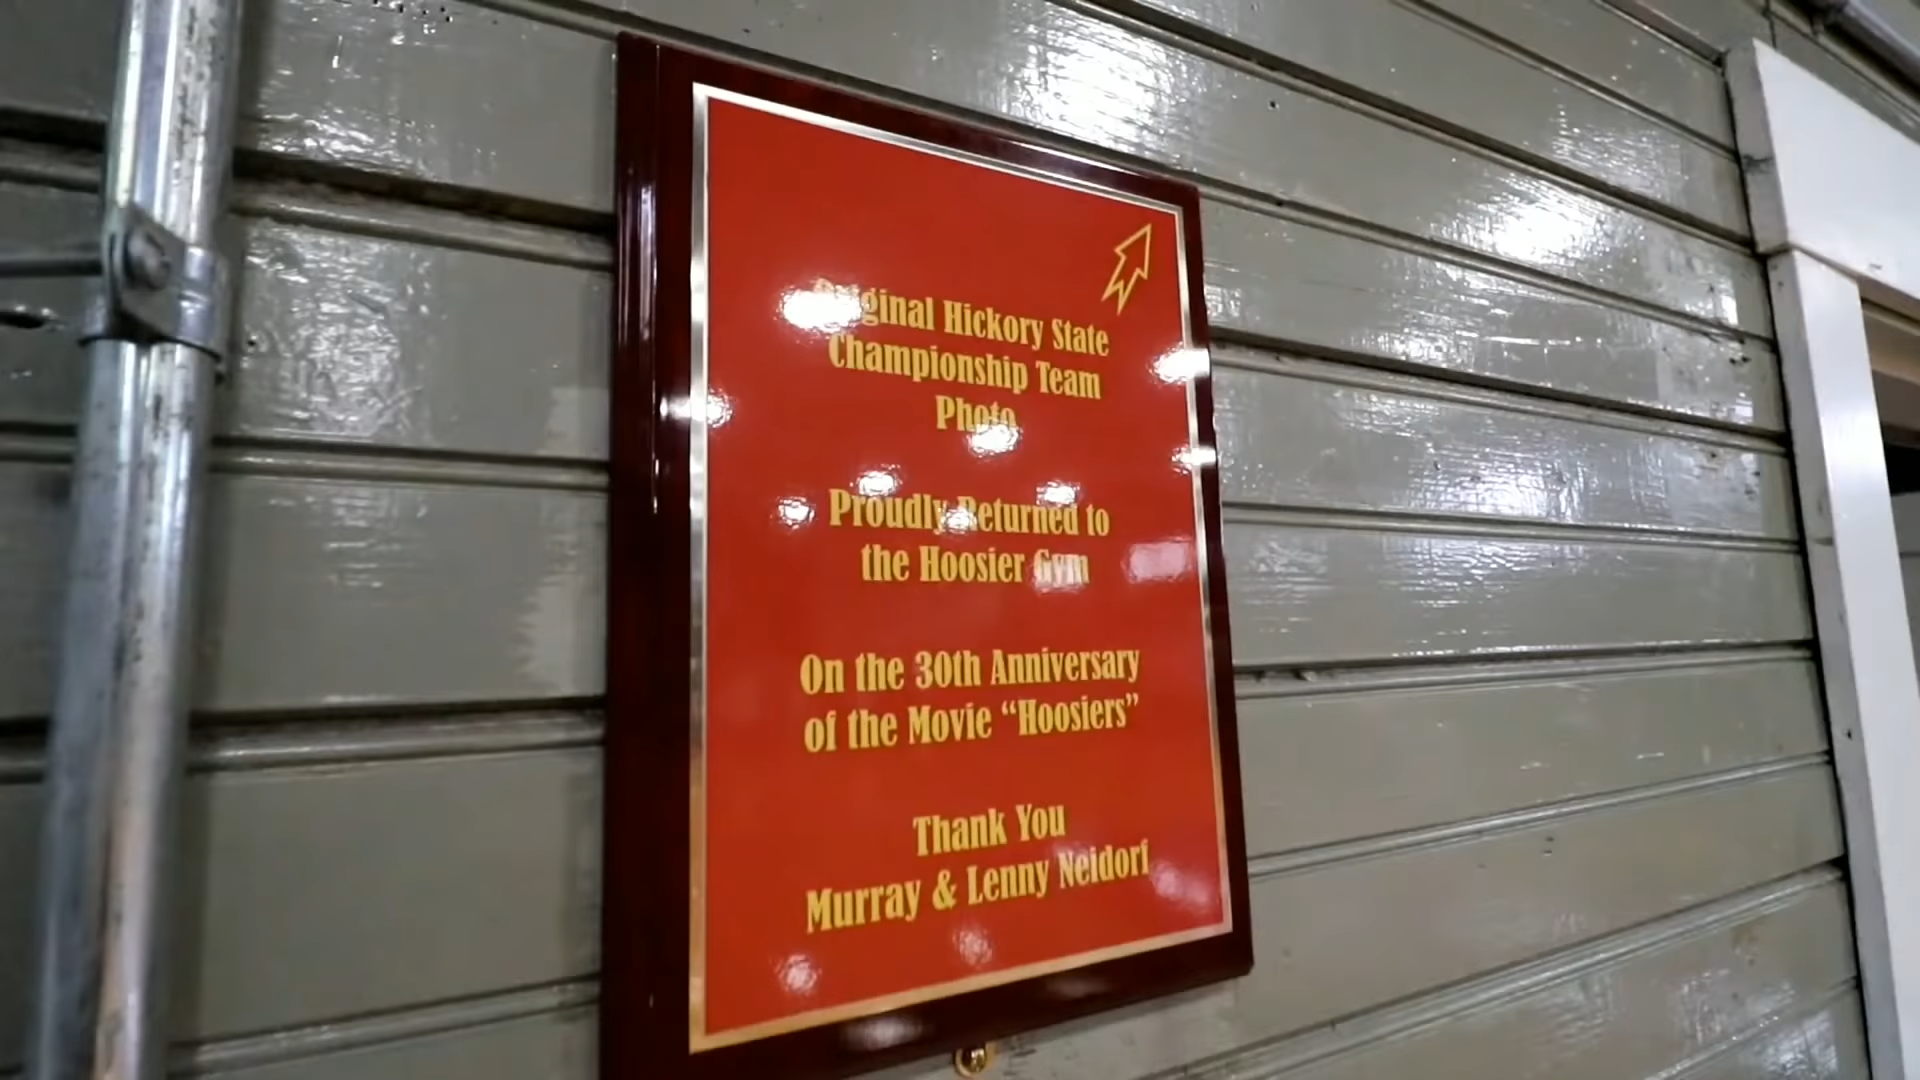 Original Hickory State
Championship Team
Photo
Proudly Returned to
the Hoosier Gym
On the 30th Anniversary
of the Movie “Hoosiers”
Thank You
Murray & Lenny Neidorf